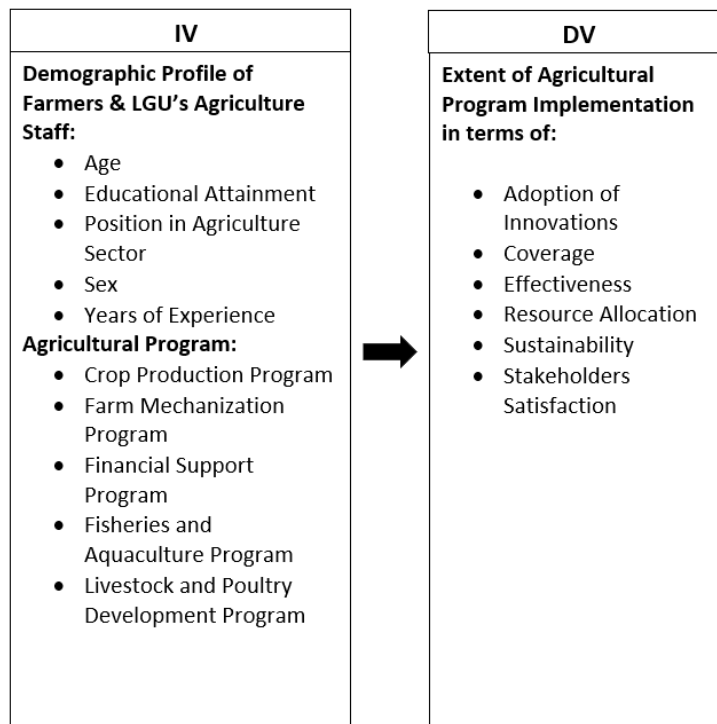 IV
Demographic Profile of
Farmers & LGU's Agriculture
Staff:
• Age
• Educational Attainment
• Position in Agriculture
Sector
• Sex
• Years of Experience
Agricultural Program:
• Crop Production Program
• Farm Mechanization
Program
• Financial Support
Program
• Fisheries and
Aquaculture Program
• Livestock and Poultry
Development Program
DV
Extent of Agricultural
Program Implementation
in terms of:
• Adoption of
Innovations
• Coverage
• Effectiveness
• Resource Allocation
• Sustainability
• Stakeholders
Satisfaction